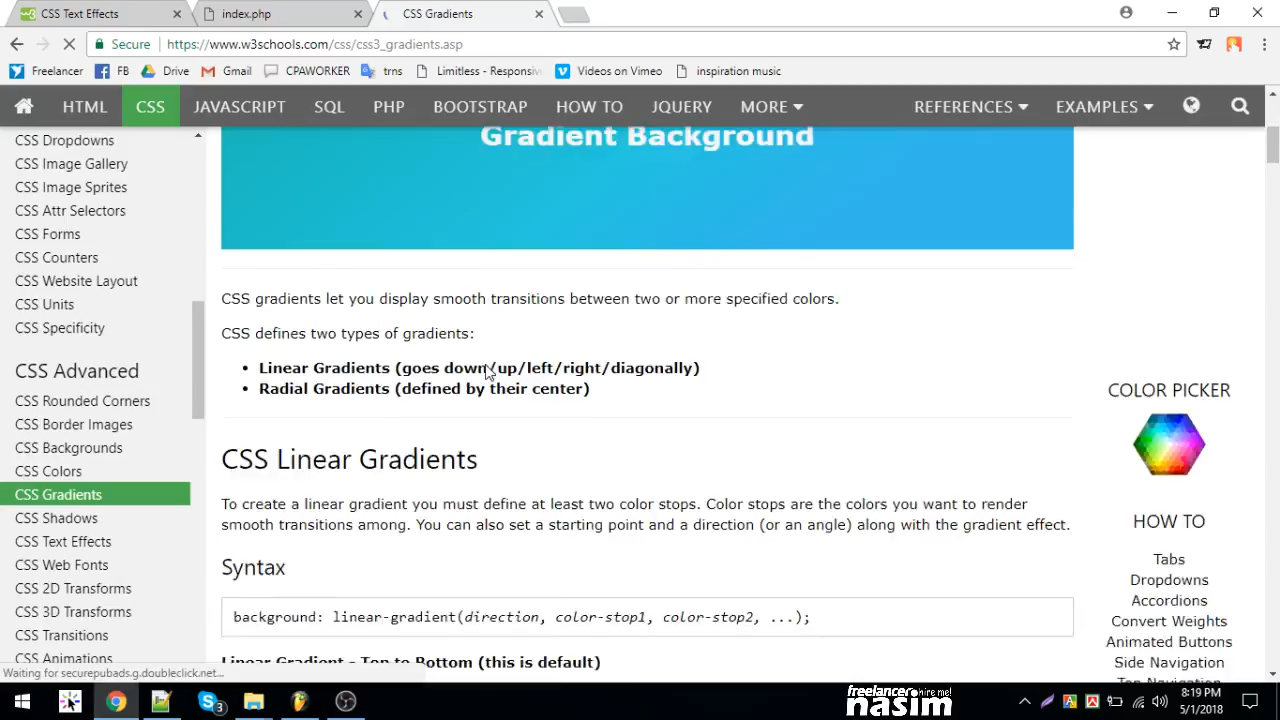 CSS Text Effects
index.php
CSS Gradients
Secure
https://www.w3schools.com/css/css3_gradients.asp
Freelancer
FB
Drive
Gmail
CPAWORKER
trns
Limitless - Responsiv
Videos on Vimeo
inspiration music
HTML
CSS
JAVASCRIPT
SQL
PHP
BOOTSTRAP
HOW TO
JQUERY
MORE
REFERENCES
EXAMPLES
CSS Dropdowns
CSS Image Gallery
CSS Image Sprites
CSS Attr Selectors
CSS Forms
CSS Counters
CSS Website Layout
CSS Units
CSS Specificity
CSS Advanced
CSS Rounded Corners
CSS Border Images
CSS Backgrounds
CSS Colors
CSS Gradients
CSS Shadows
CSS Text Effects
CSS Web Fonts
CSS 2D Transforms
CSS 3D Transforms
CSS Transitions
CSS Animations
Gradient Background
CSS gradients let you display smooth transitions between two or more specified colors.
CSS defines two types of gradients:
• Linear Gradients (goes down/up/left/right/diagonally)
• Radial Gradients (defined by their center)
CSS Linear Gradients
To create a linear gradient you must define at least two color stops. Color stops are the colors you want to render
smooth transitions among. You can also set a starting point and a direction (or an angle) along with the gradient effect.
Syntax
background: linear-gradient(direction, color-stop1, color-stop2, ...);
Linear Gradient - Top to Bottom (this is default)
COLOR PICKER
HOW TO
Tabs
Dropdowns
Accordions
Convert Weights
Animated Buttons
Side Navigation
Top Navigation
Waiting for securepubads.g.doubleclick.net...
3
freelancer hire me!
nasim
8:19 PM
5/1/2018